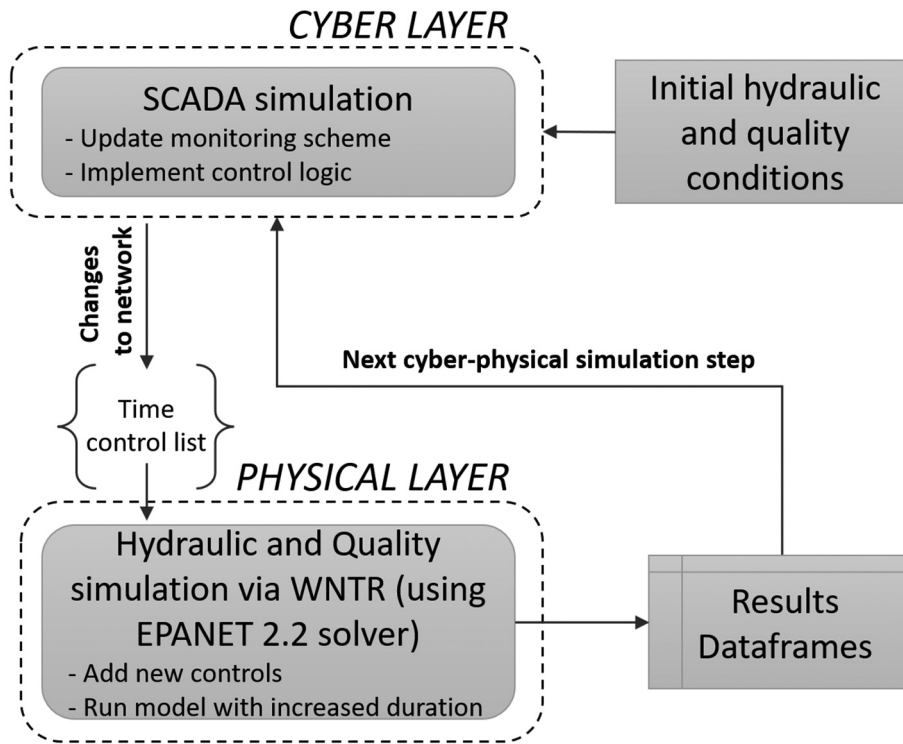 CYBER LAYER
SCADA simulation
- Update monitoring scheme
- Implement control logic
Initial hydraulic
and quality
conditions
Changes
to network
Next cyber-physical simulation step
Time
control list
PHYSICAL LAYER
Hydraulic and Quality
simulation via WNTR (using
EPANET 2.2 solver)
- Add new controls
- Run model with increased duration
Results
Dataframes